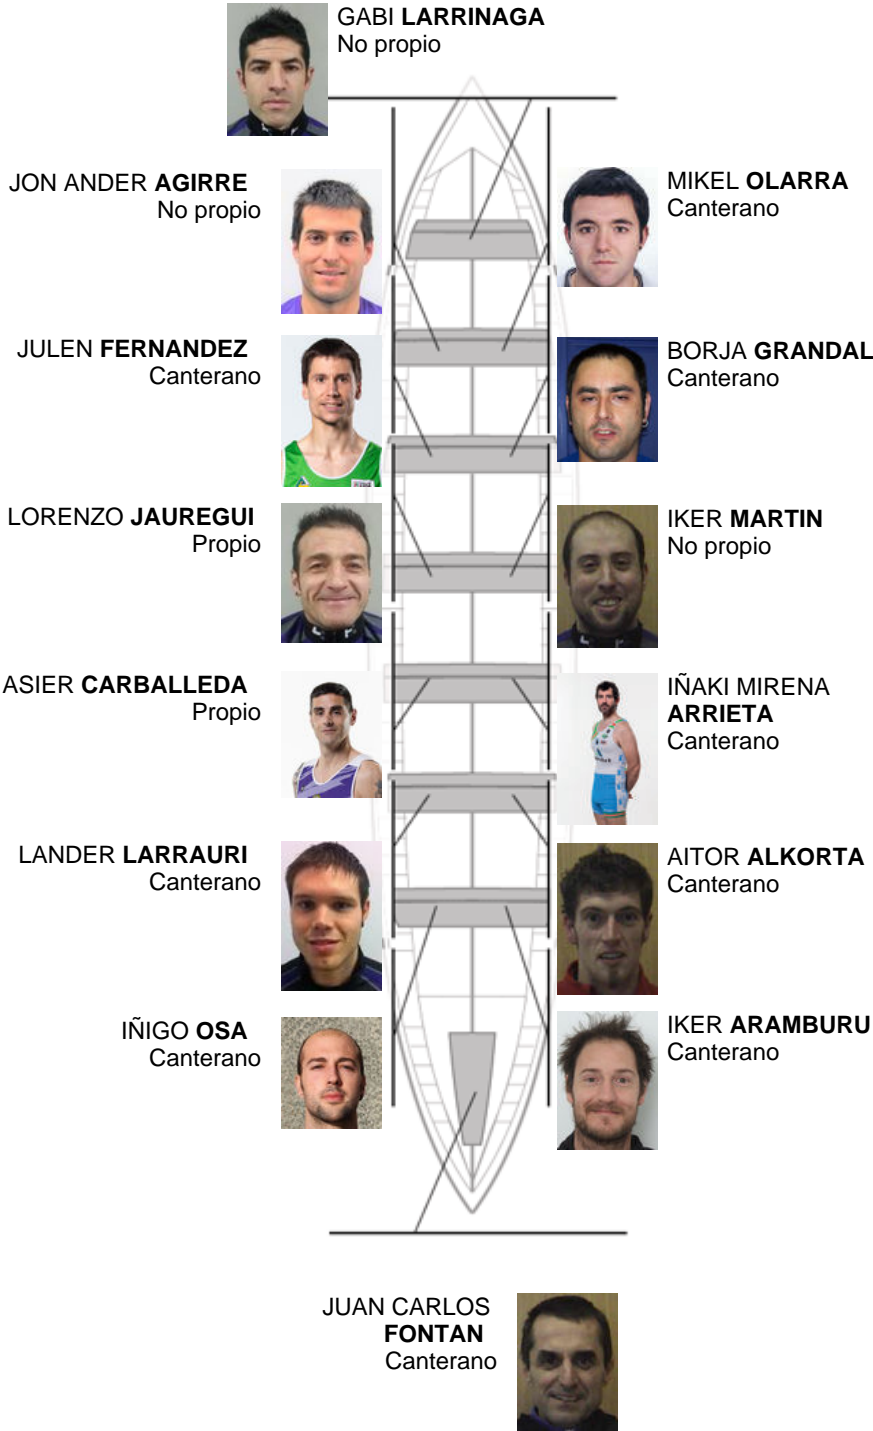 GABI LARRINAGA
No propio
JON ANDER AGIRRE
No propio
MIKEL OLARRA
Canterano
JULEN FERNANDEZ
Canterano
BORJA GRANDAL
Canterano
LORENZO JAUREGUI
Propio
IKER MARTIN
No propio
ASIER CARBALLEDA
Propio
IÑAKI MIRENA
ARRIETA
Canterano
LANDER LARRAURI
Canterano
AITOR ALKORTA
Canterano
IÑIGO OSA
Canterano
IKER ARAMBURU
Canterano
JUAN CARLOS
FONTAN
Canterano